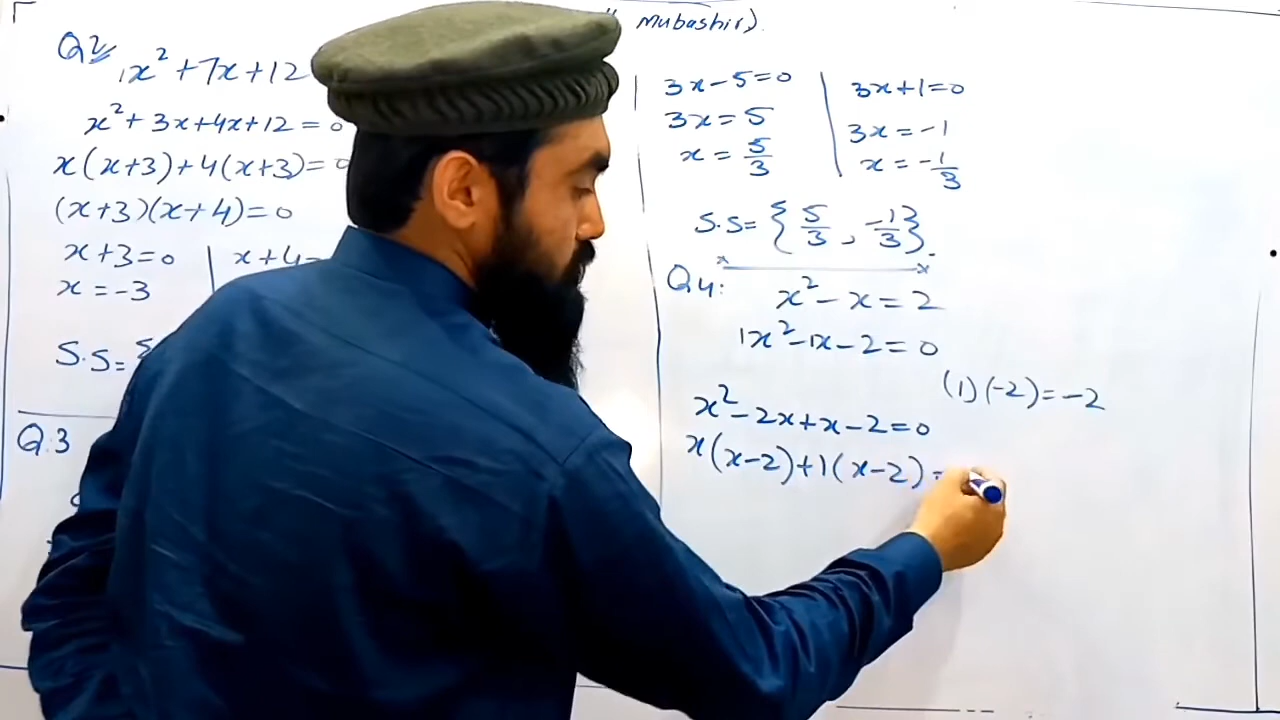 Mubashir).
Q2
1x² + 7x + 12
x² + 3x + 4x + 12 = 0
x(x+3) + 4(x+3) = 0
(x+3)(x+4) = 0
x + 3 = 0 | x + 4 =
x = -3
S.S =
Q.3
3x - 5 = 0 | 3x + 1 = 0
3x = 5 | 3x = -1
x = 5/3 | x = -1/3
S.S = {5/3, -1/3}.
Q4: x² - x = 2
1x² - 1x - 2 = 0
(1)(-2) = -2
x² - 2x + x - 2 = 0
x(x-2) + 1(x-2) =